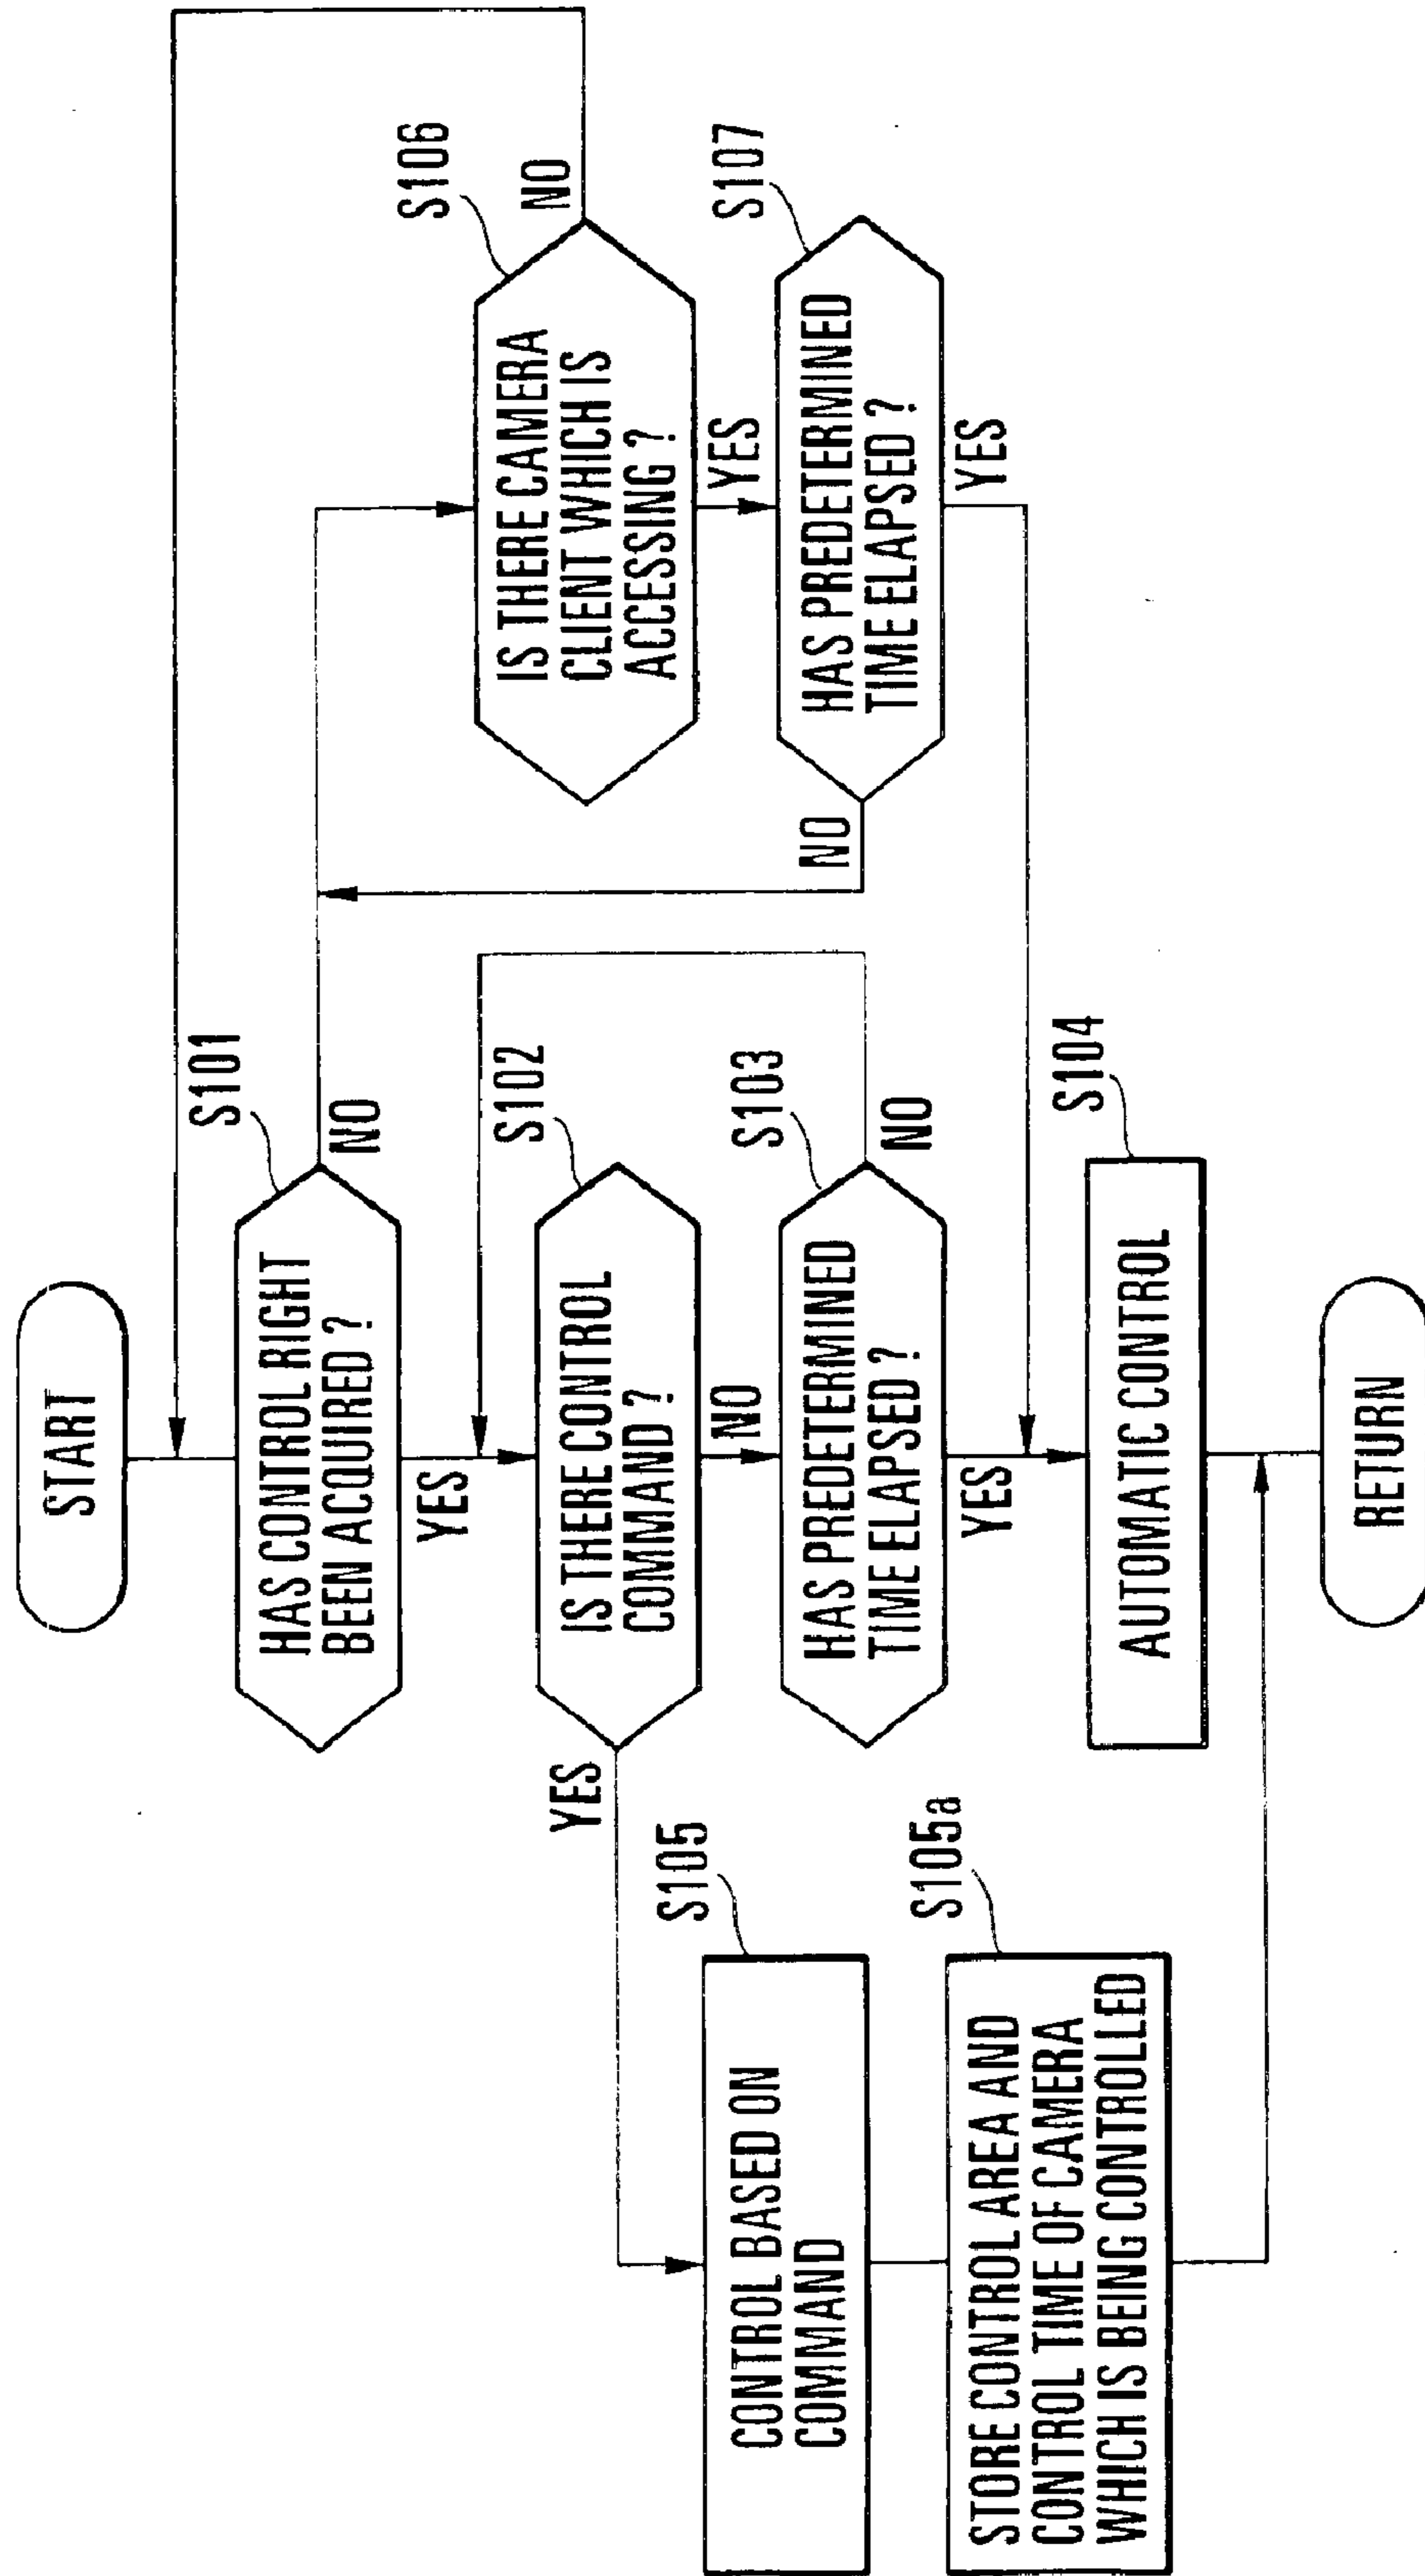 START
S101
HAS CONTROL RIGHT
BEEN ACQUIRED ?
NO
YES
S102
IS THERE CONTROL
COMMAND ?
YES
NO
S103
HAS PREDETERMINED
TIME ELAPSED ?
NO
YES
S104
AUTOMATIC CONTROL
RETURN
S105
CONTROL BASED ON
COMMAND
S105a
STORE CONTROL AREA AND
CONTROL TIME OF CAMERA
WHICH IS BEING CONTROLLED
S106
IS THERE CAMERA
CLIENT WHICH IS
ACCESSING ?
NO
YES
S107
HAS PREDETERMINED
TIME ELAPSED ?
NO
YES